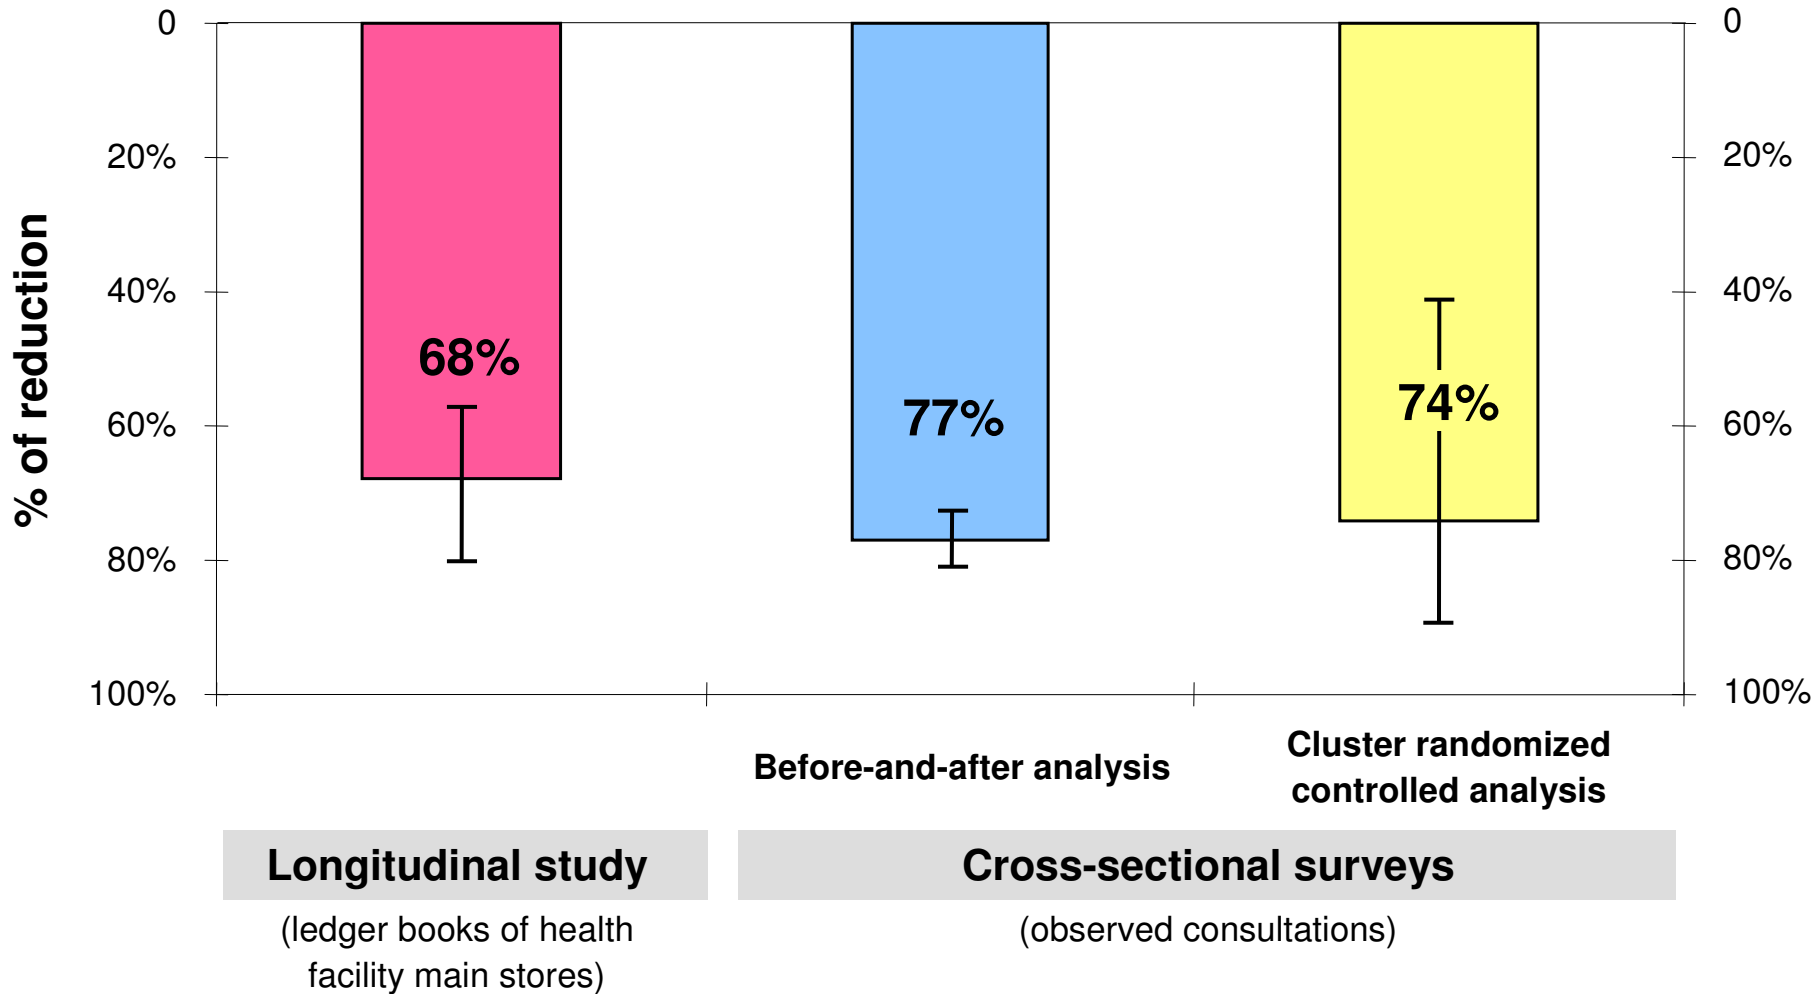 % of reduction
0
20%
40%
60%
80%
100%
68%
77%
74%
0
20%
40%
60%
80%
100%
Before-and-after analysis
Cluster randomized
controlled analysis
Longitudinal study
(ledger books of health
facility main stores)
Cross-sectional surveys
(observed consultations)